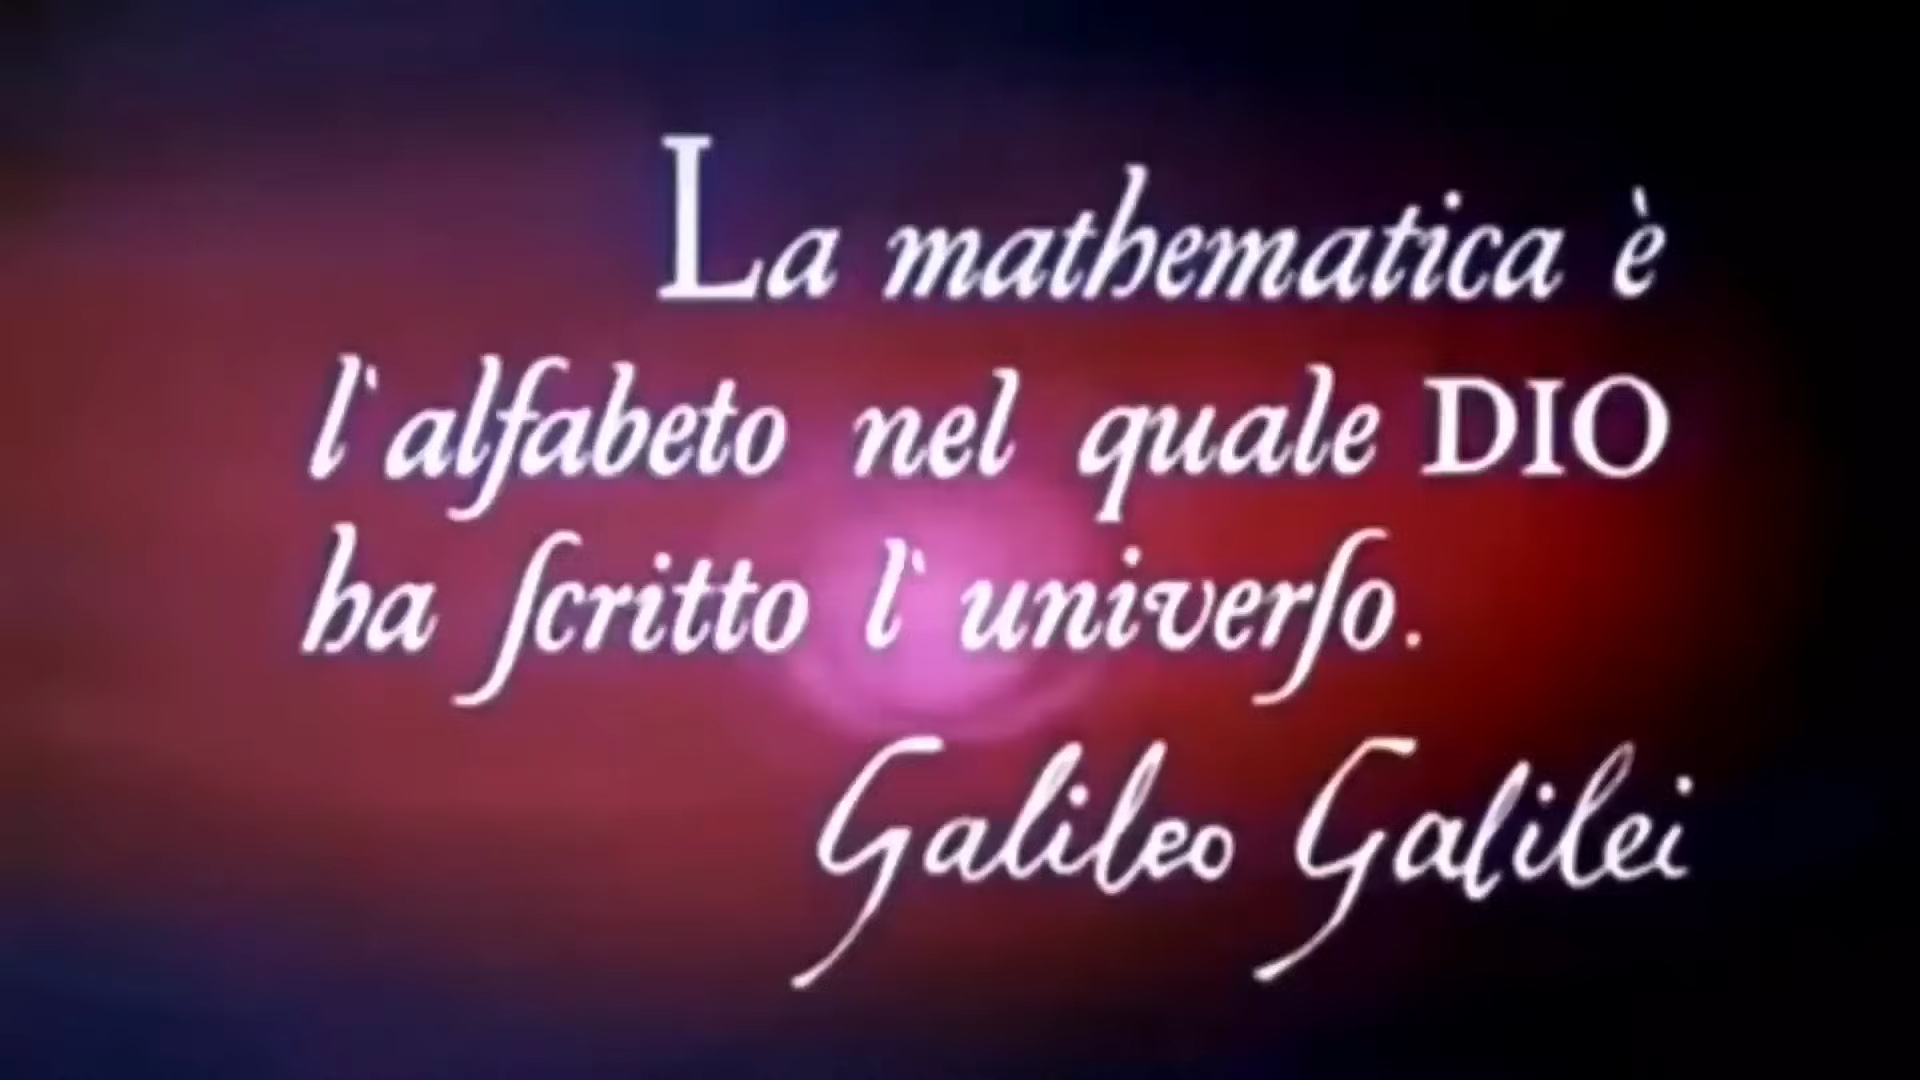 La mathematica è
l'alfabeto nel quale DIO
ha ſcritto l' univerſo.
Galileo Galilei